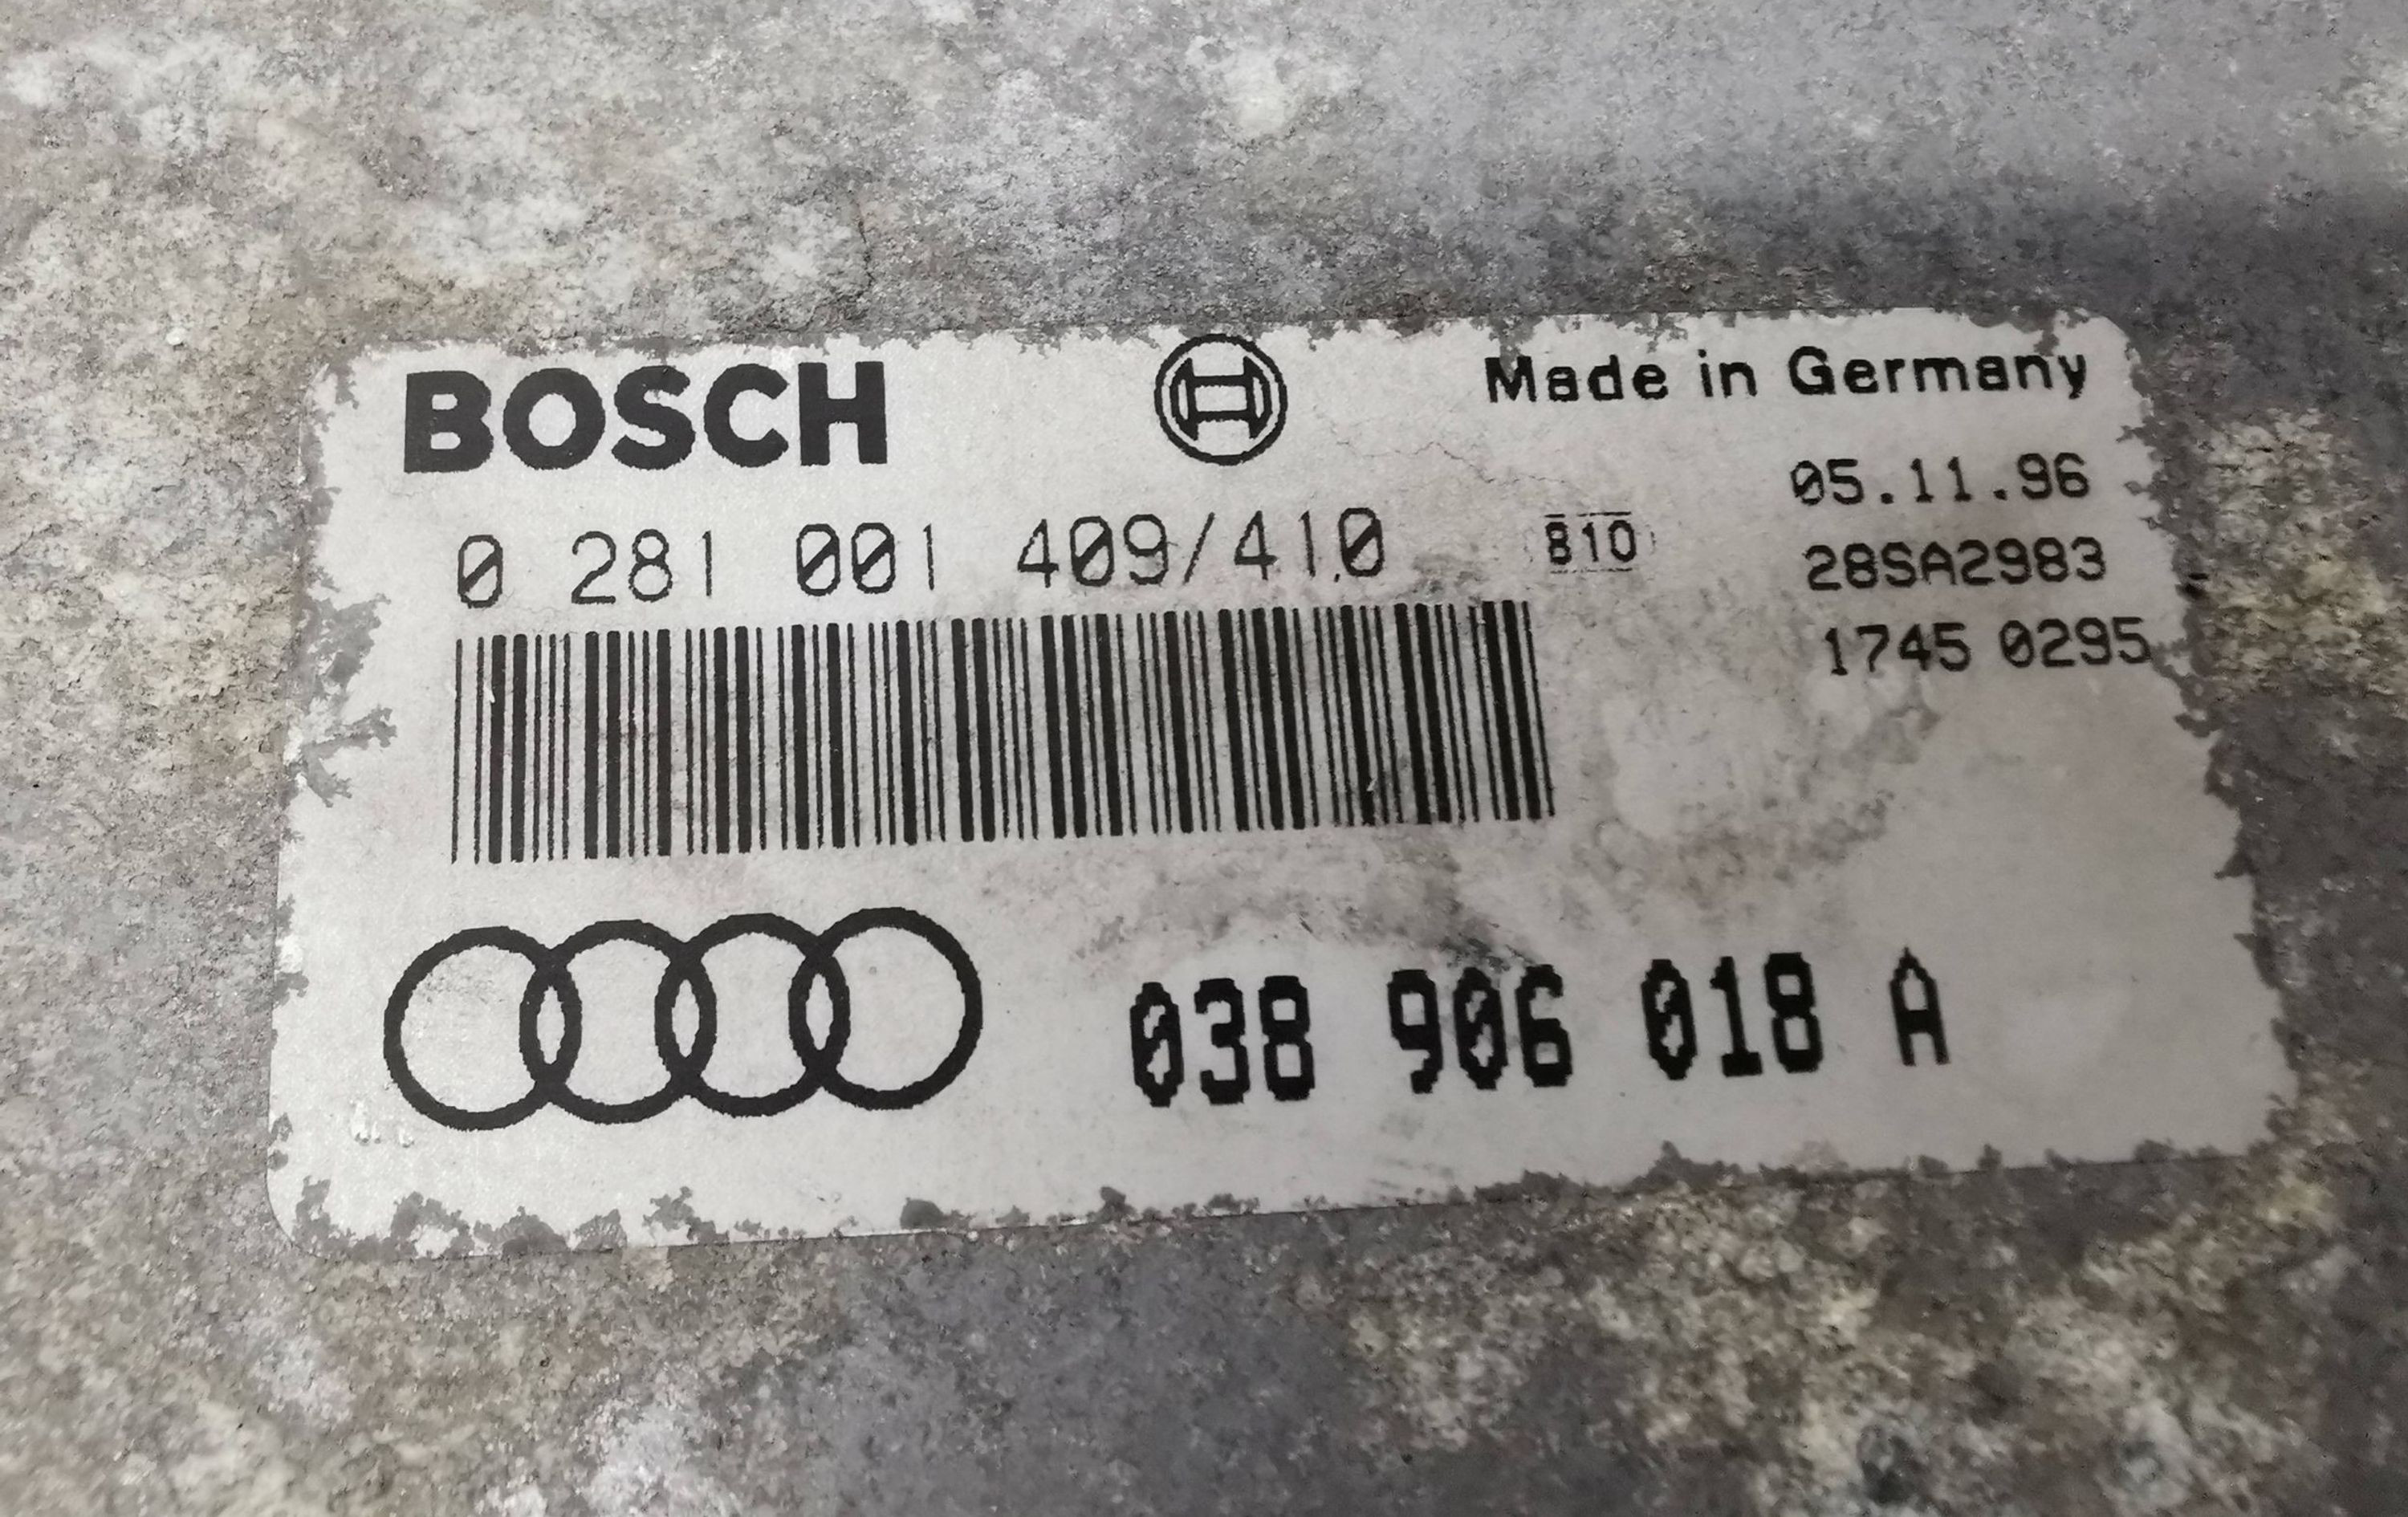 BOSCH
Made in Germany
05.11.96
0 281 001 409/410
810
28SA2983
1745 0295
038 906 018 A